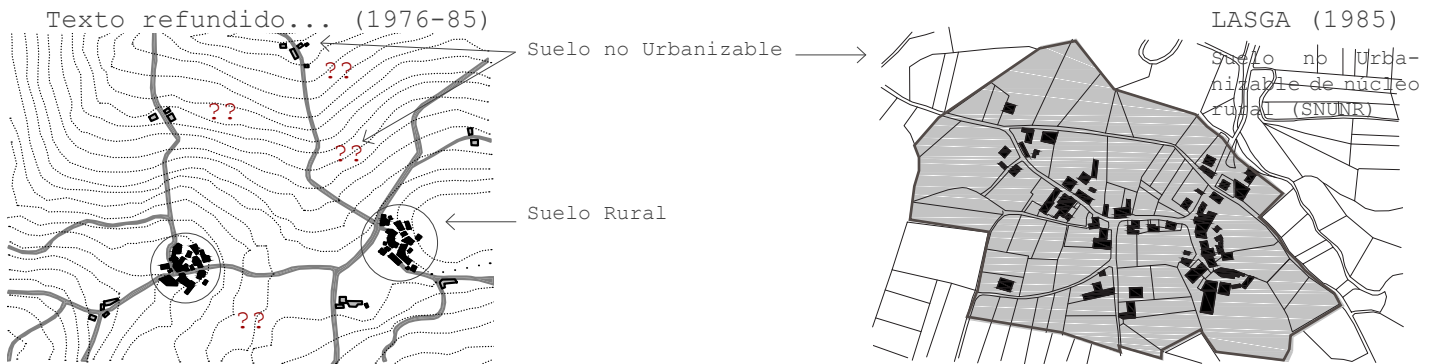 Texto refundido... (1976-85)
LASGA (1985)
Suelo no Urbanizable
Suelo no Urba-
nizable de núcleo
rural (SNUNR)
??
??
??
Suelo Rural
??